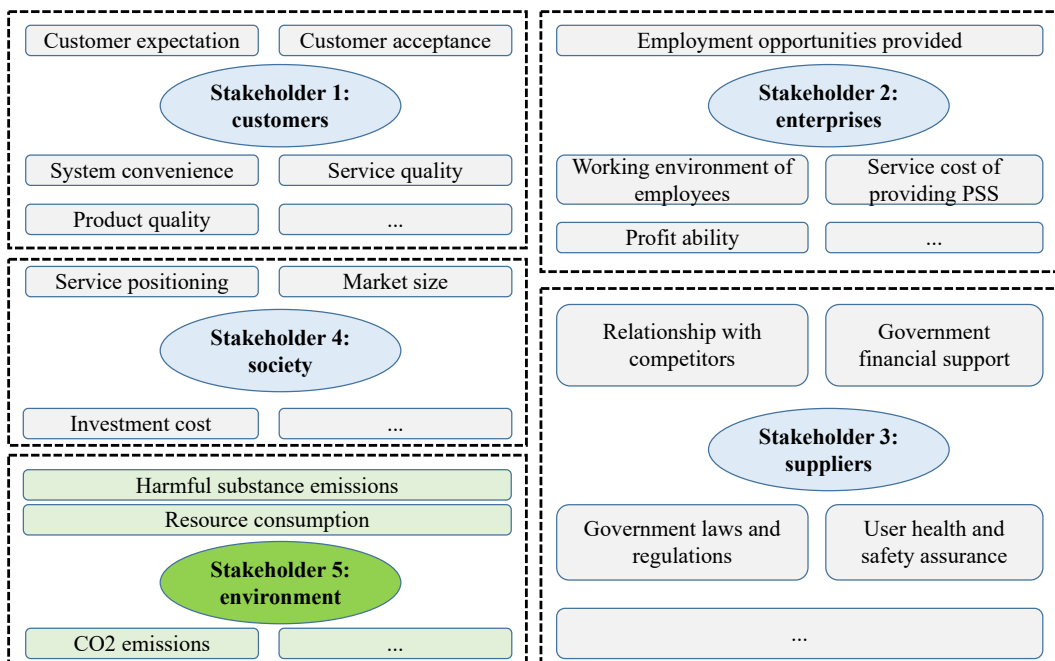 Customer expectation
Customer acceptance
Stakeholder 1:
customers
System convenience
Service quality
Product quality
...
Employment opportunities provided
Stakeholder 2:
enterprises
Working environment of
employees
Service cost of
providing PSS
Profit ability
...
Service positioning
Market size
Stakeholder 4:
society
Investment cost
...
Relationship with
competitors
Government
financial support
Stakeholder 3:
suppliers
Government laws and
regulations
User health and
safety assurance
...
Harmful substance emissions
Resource consumption
Stakeholder 5:
environment
CO2 emissions
...